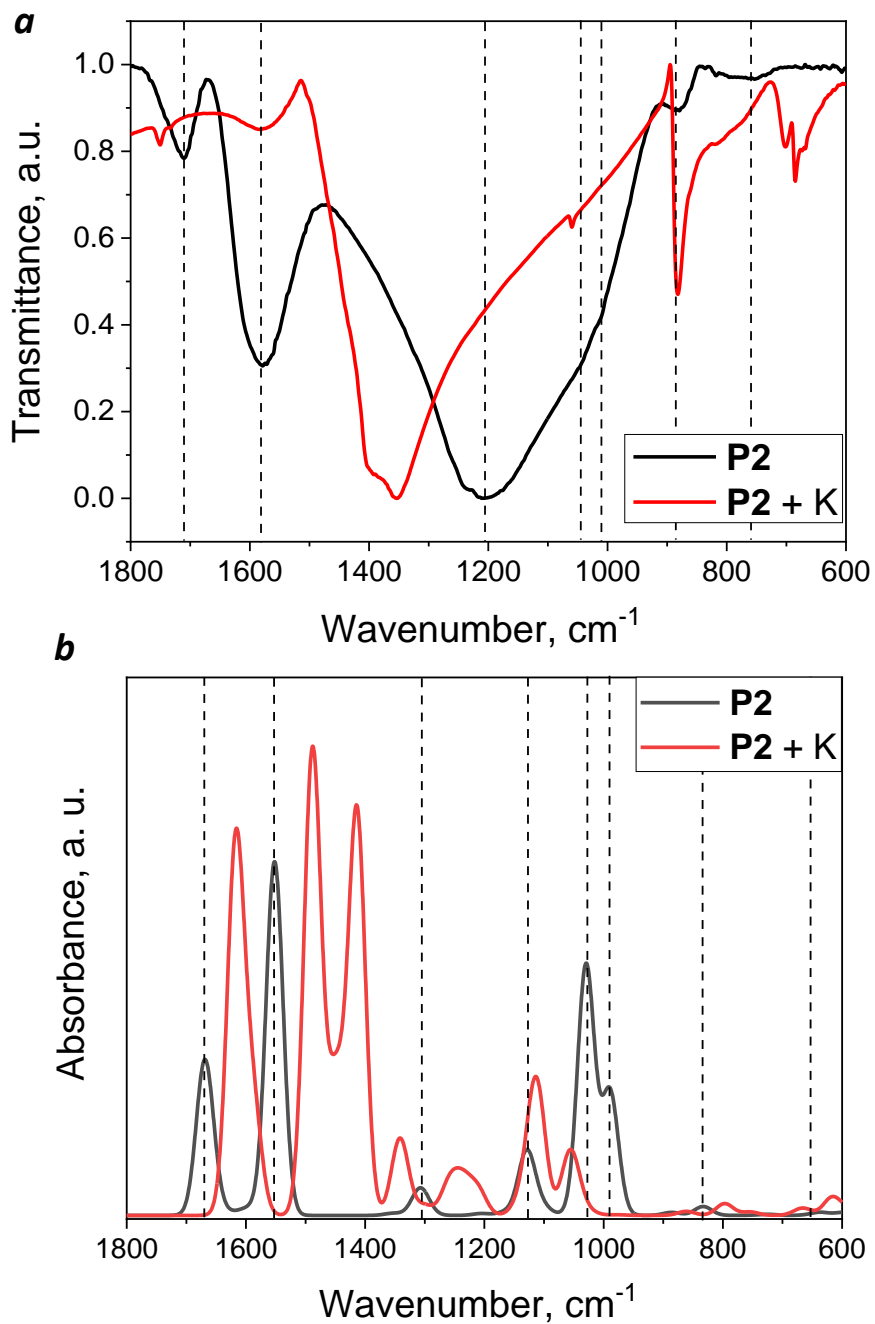 a
Transmittance, a.u.
1.0
0.8
0.6
0.4
0.2
0.0
P2
P2 + K
1800 1600 1400 1200 1000 800 600
Wavenumber, cm-1
b
Absorbance, a. u.
P2
P2 + K
1800 1600 1400 1200 1000 800 600
Wavenumber, cm-1